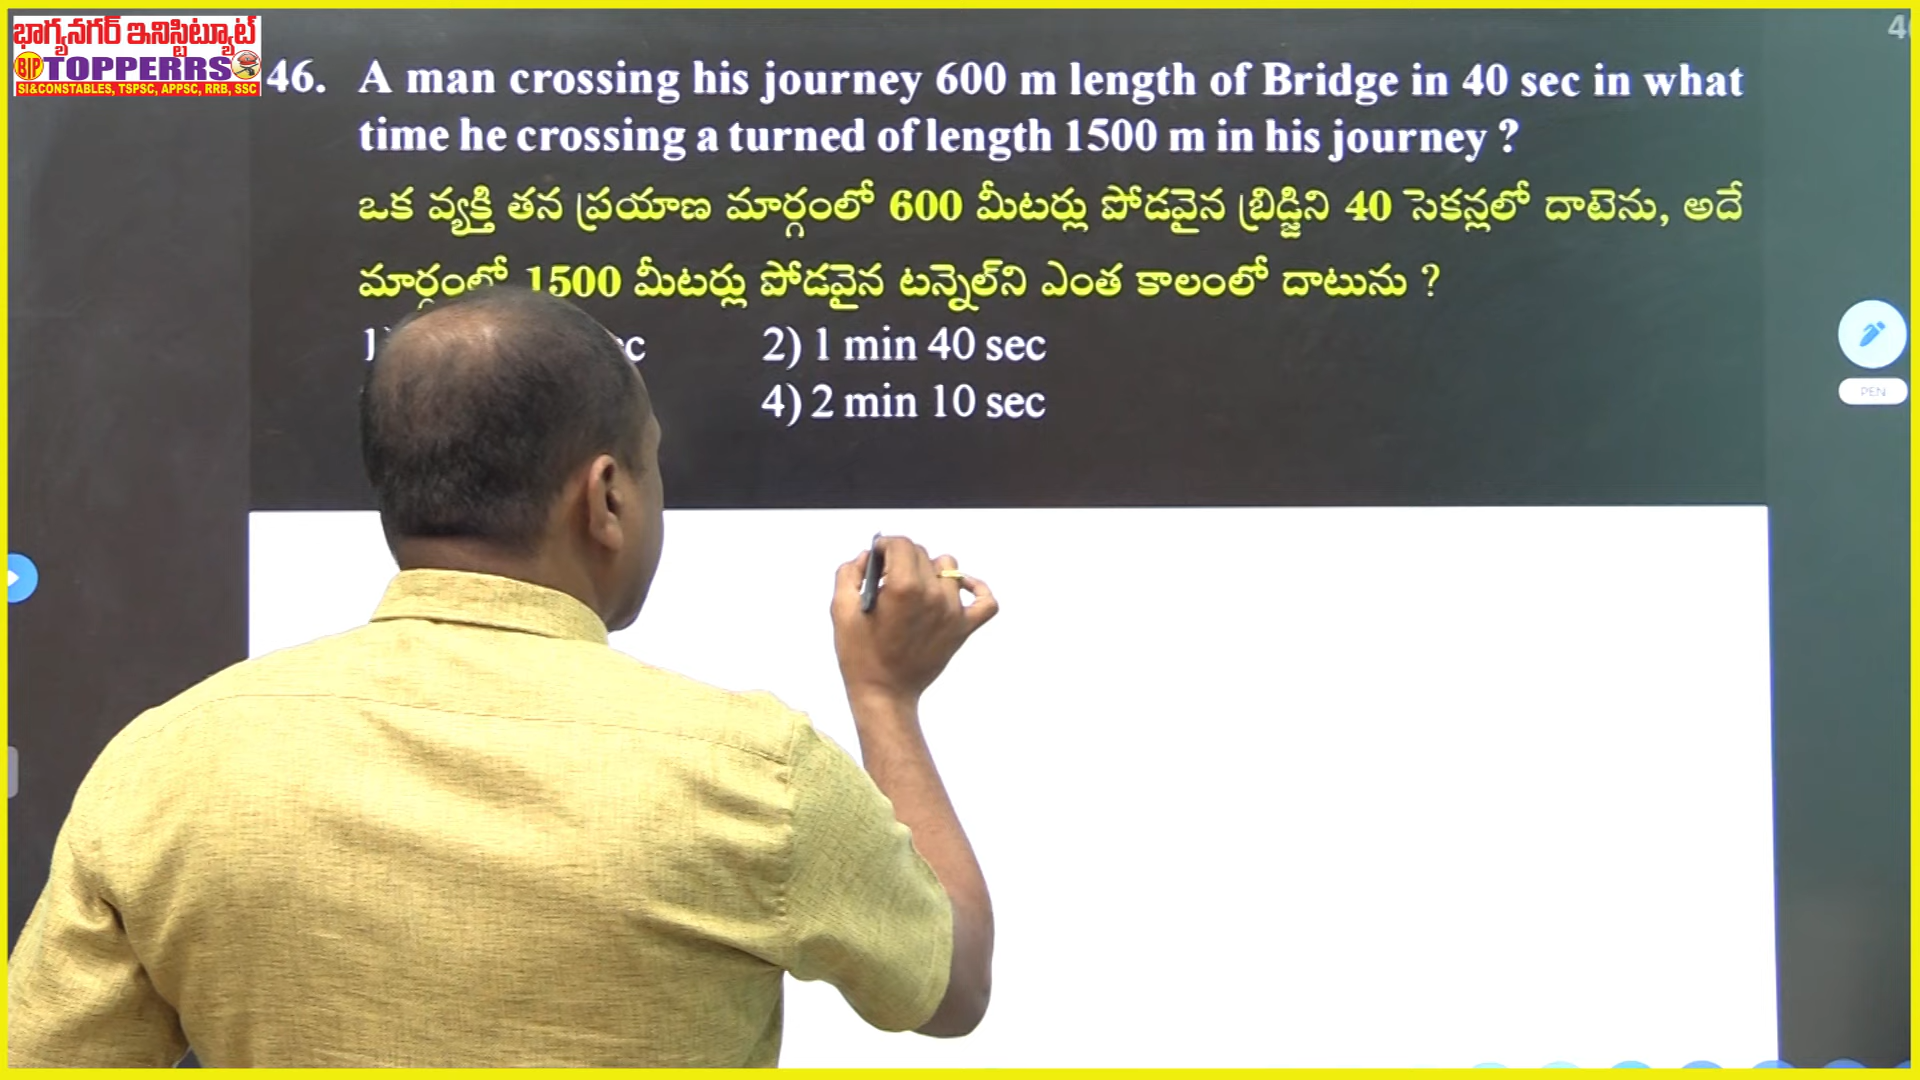 భాగ్యనగర్ ఇనిస్టిట్యూట్
BIP TOPPERRS
SI&CONSTABLES, TSPSC, APPSC, RRB, SSC
46. A man crossing his journey 600 m length of Bridge in 40 sec in what
time he crossing a turned of length 1500 m in his journey ?
ఒక వ్యక్తి తన ప్రయాణ మార్గంలో 600 మీటర్లు పోడవైన బ్రిడ్జిని 40 సెకన్లలో దాటెను, అదే
మార్గంలో 1500 మీటర్లు పోడవైన టన్నెల్‌ని ఎంత కాలంలో దాటును ?
2) 1 min 40 sec
4) 2 min 10 sec
PEN